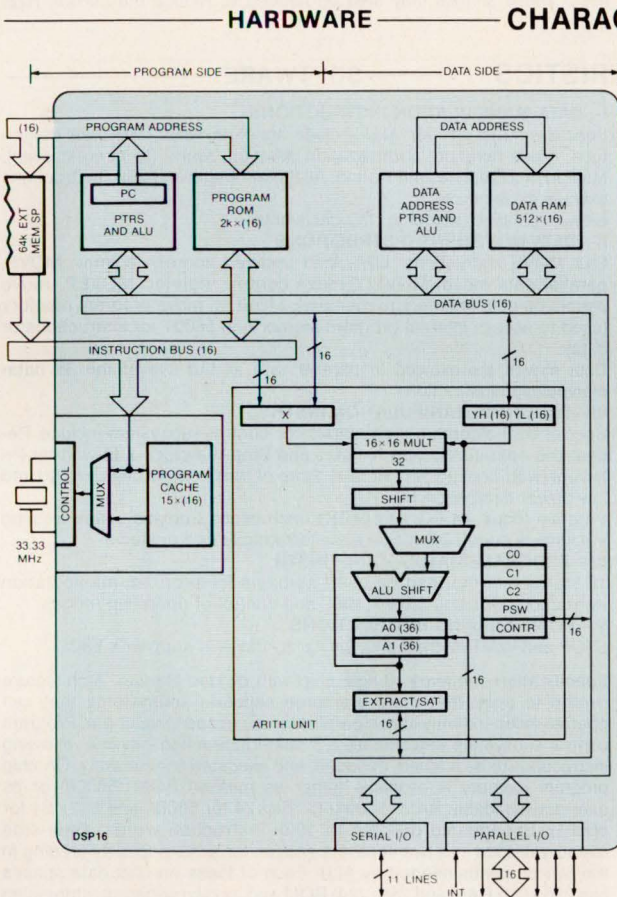 HARDWARE
CHARAC
PROGRAM SIDE
DATA SIDE
(16)
PROGRAM ADDRESS
DATA ADDRESS
64k EXT
MEM SP
PC
PTRS
AND ALU
PROGRAM
ROM
2k×(16)
DATA
ADDRESS
PTRS AND
ALU
DATA RAM
512×(16)
DATA BUS (16)
INSTRUCTION BUS (16)
16
16
16
X
YH (16) YL (16)
16×16 MULT
32
SHIFT
MUX
ALU SHIFT
A0 (36)
A1 (36)
EXTRACT/SAT
ARITH UNIT
16
16
C0
C1
C2
PSW
CONTR
16
CONTROL
MUX
PROGRAM
CACHE
15×(16)
33.33
MHz
DSP16
SERIAL I/O
PARALLEL I/O
11 LINES
INT
16